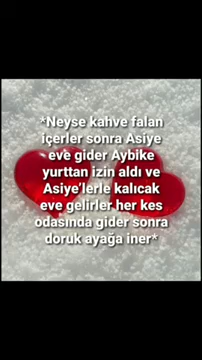 *Neyse kahve falan
içerler sonra Asiye
eve gider Aybike
yurttan izin aldı ve
Asiye'lerle kalıcak
eve gelirler her kes
odasında gider sonra
doruk ayağa iner*